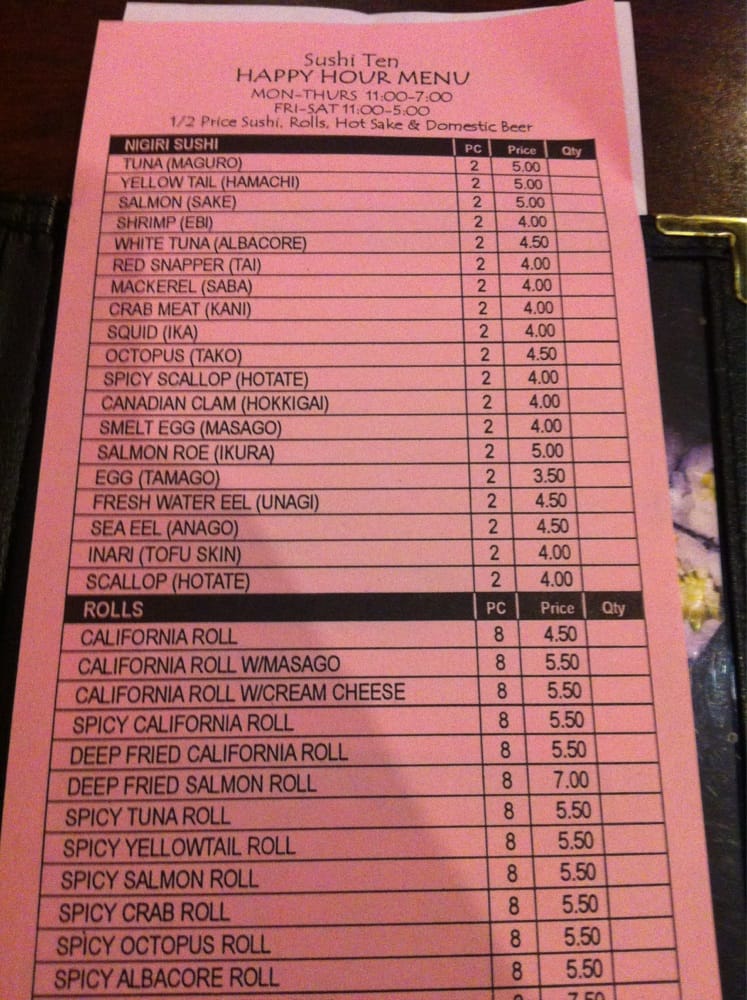 Sushi Ten
HAPPY HOUR MENU
MON-THURS 11:00-7:00
FRI-SAT 11:00-5:00
1/2 Price Sushi, Rolls, Hot Sake & Domestic Beer
NIGIRI SUSHI PC Price Qty
TUNA (MAGURO) 2 5.00
YELLOW TAIL (HAMACHI) 2 5.00
SALMON (SAKE) 2 5.00
SHRIMP (EBI) 2 4.00
WHITE TUNA (ALBACORE) 2 4.50
RED SNAPPER (TAI) 2 4.00
MACKEREL (SABA) 2 4.00
CRAB MEAT (KANI) 2 4.00
SQUID (IKA) 2 4.00
OCTOPUS (TAKO) 2 4.50
SPICY SCALLOP (HOTATE) 2 4.00
CANADIAN CLAM (HOKKIGAI) 2 4.00
SMELT EGG (MASAGO) 2 4.00
SALMON ROE (IKURA) 2 5.00
EGG (TAMAGO) 2 3.50
FRESH WATER EEL (UNAGI) 2 4.50
SEA EEL (ANAGO) 2 4.50
INARI (TOFU SKIN) 2 4.00
SCALLOP (HOTATE) 2 4.00
ROLLS PC Price Qty
CALIFORNIA ROLL 8 4.50
CALIFORNIA ROLL W/MASAGO 8 5.50
CALIFORNIA ROLL W/CREAM CHEESE 8 5.50
SPICY CALIFORNIA ROLL 8 5.50
DEEP FRIED CALIFORNIA ROLL 8 5.50
DEEP FRIED SALMON ROLL 8 7.00
SPICY TUNA ROLL 8 5.50
SPICY YELLOWTAIL ROLL 8 5.50
SPICY SALMON ROLL 8 5.50
SPICY CRAB ROLL 8 5.50
SPICY OCTOPUS ROLL 8 5.50
SPICY ALBACORE ROLL 8 5.50
7.50